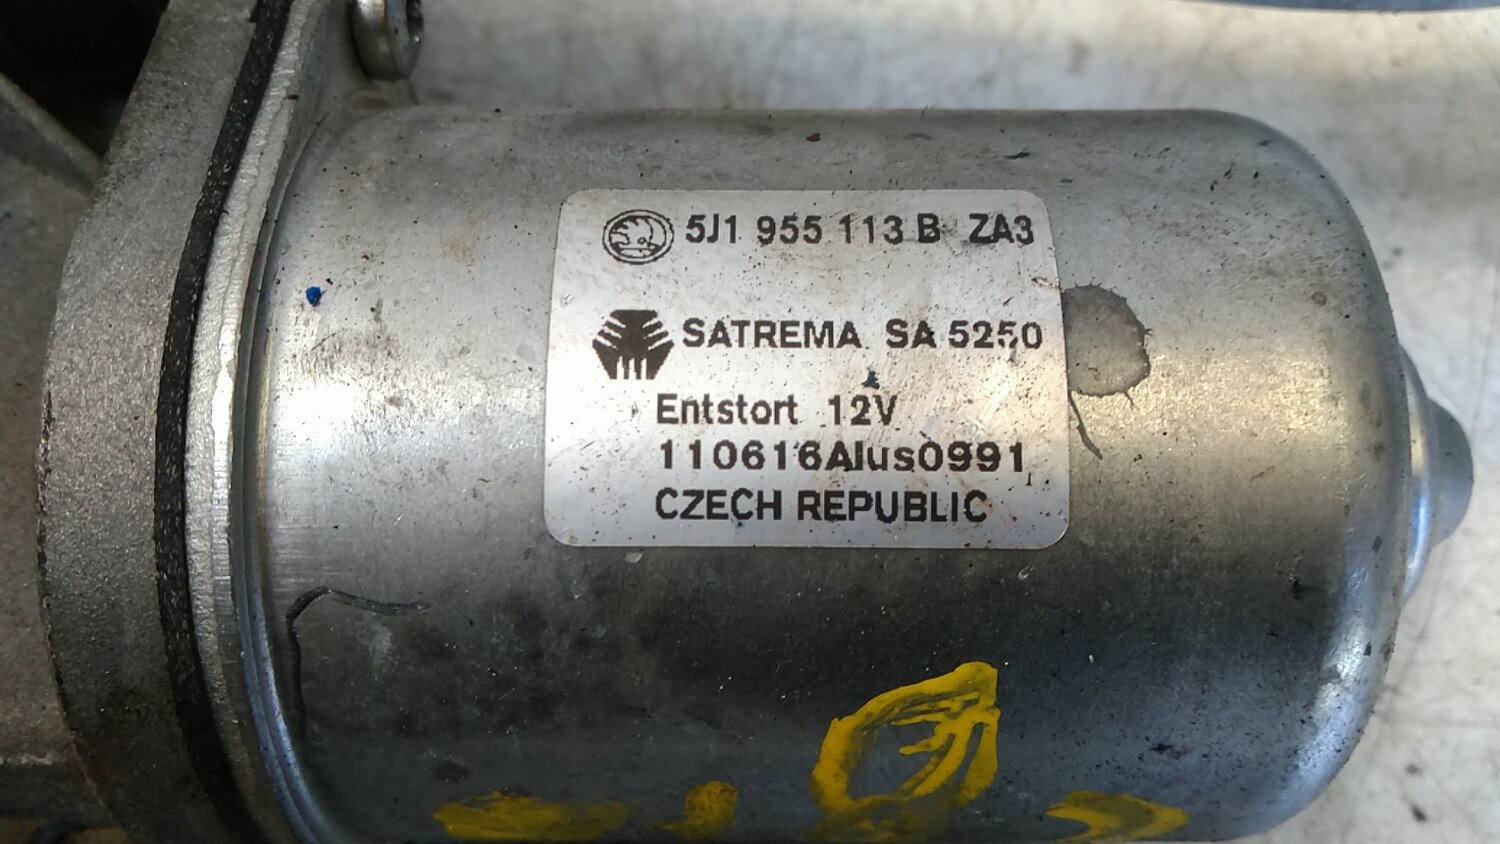 5J1 955 113 B ZA3
SATREMA SA 5250
Entstort 12V
110616Alus0991
CZECH REPUBLIC